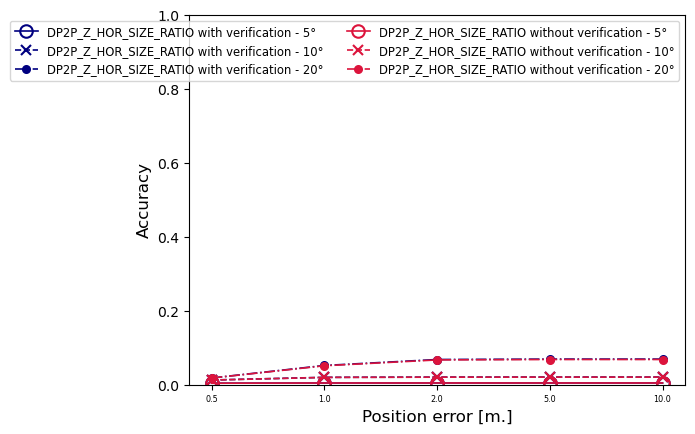 1.0
DP2P_Z_HOR_SIZE_RATIO with verification - 5°
DP2P_Z_HOR_SIZE_RATIO with verification - 10°
DP2P_Z_HOR_SIZE_RATIO with verification - 20°
DP2P_Z_HOR_SIZE_RATIO without verification - 5°
DP2P_Z_HOR_SIZE_RATIO without verification - 10°
DP2P_Z_HOR_SIZE_RATIO without verification - 20°
0.8
0.6
0.4
0.2
0.0
Accuracy
0.5 1.0 2.0 5.0 10.0
Position error [m.]